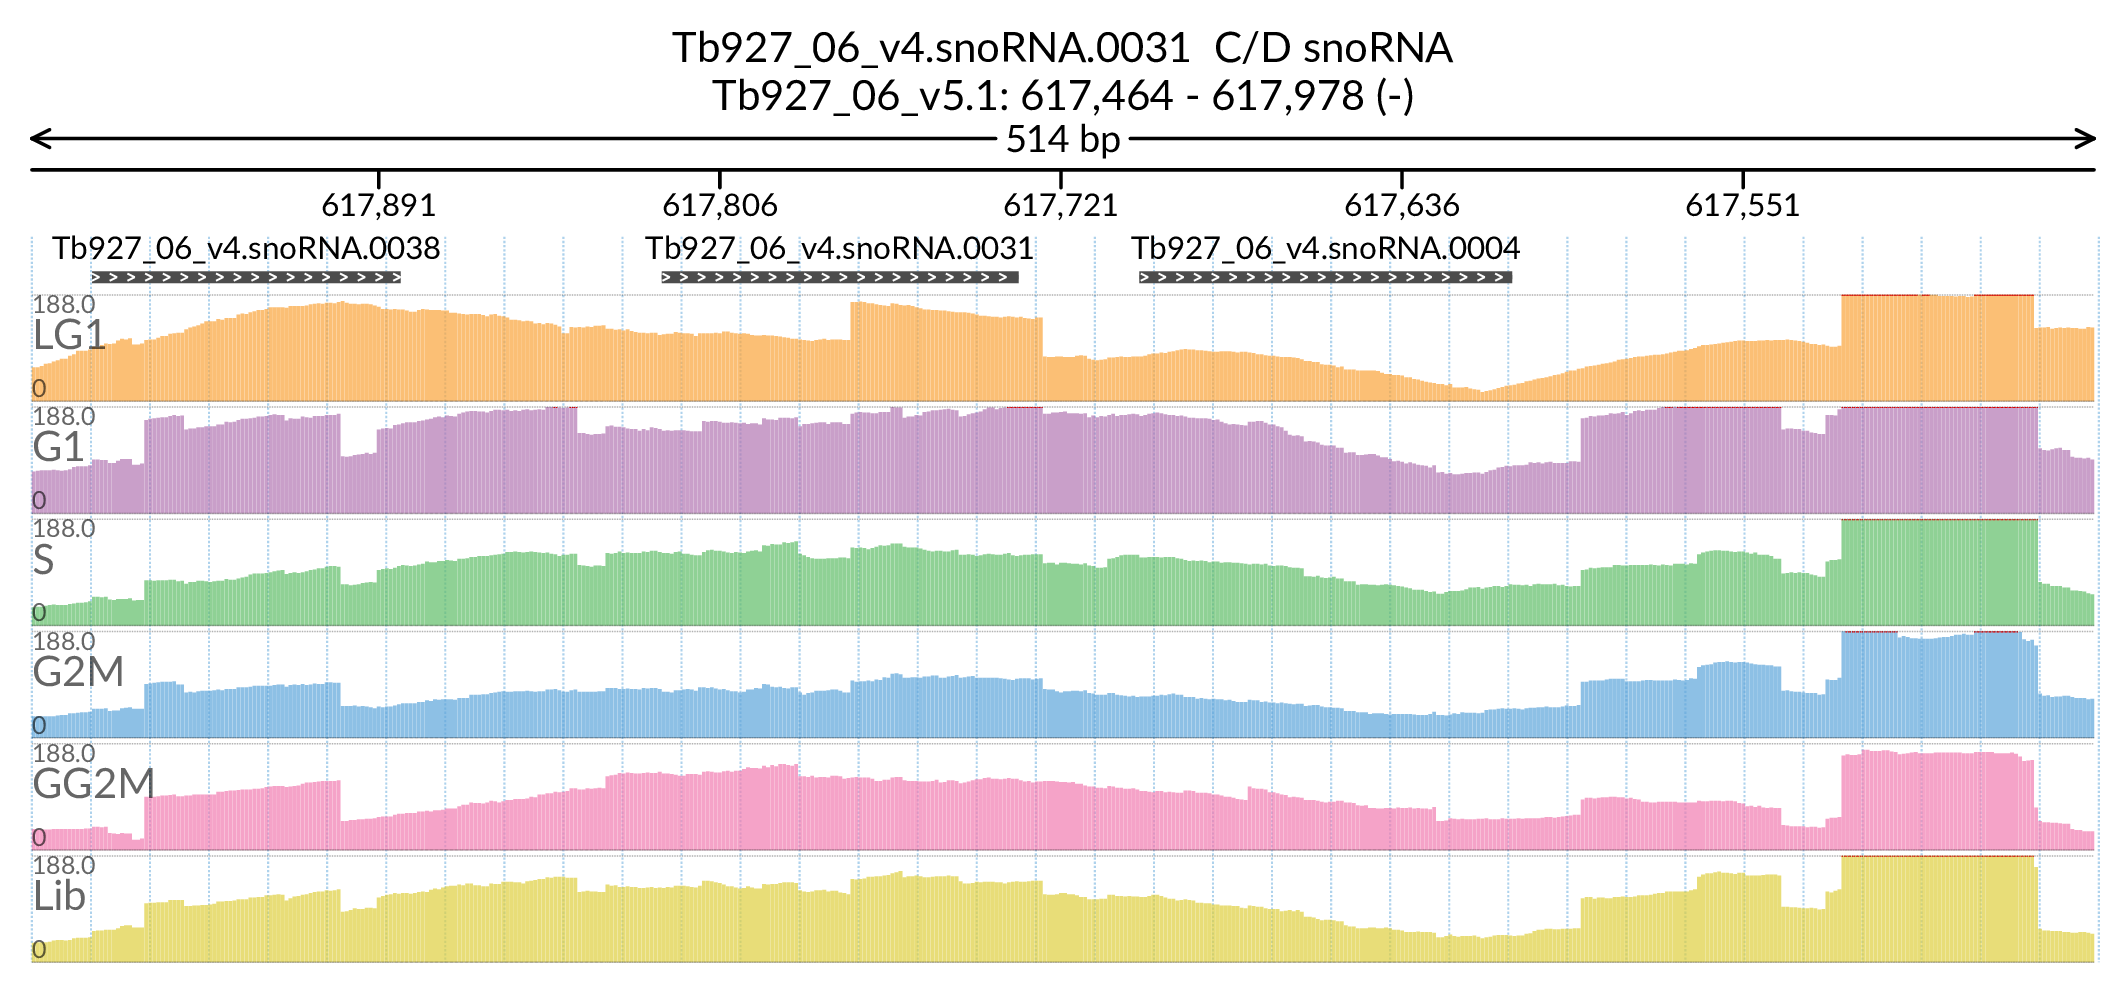 Tb927_06_v4.snoRNA.0031 C/D snoRNA
Tb927_06_v5.1: 617,464 - 617,978 (-)
514 bp
617,891 617,806 617,721 617,636 617,551
Tb927_06_v4.snoRNA.0038 Tb927_06_v4.snoRNA.0031 Tb927_06_v4.snoRNA.0004
188.0
LG1
0
188.0
G1
0
188.0
S
0
188.0
G2M
0
188.0
GG2M
0
188.0
Lib
0